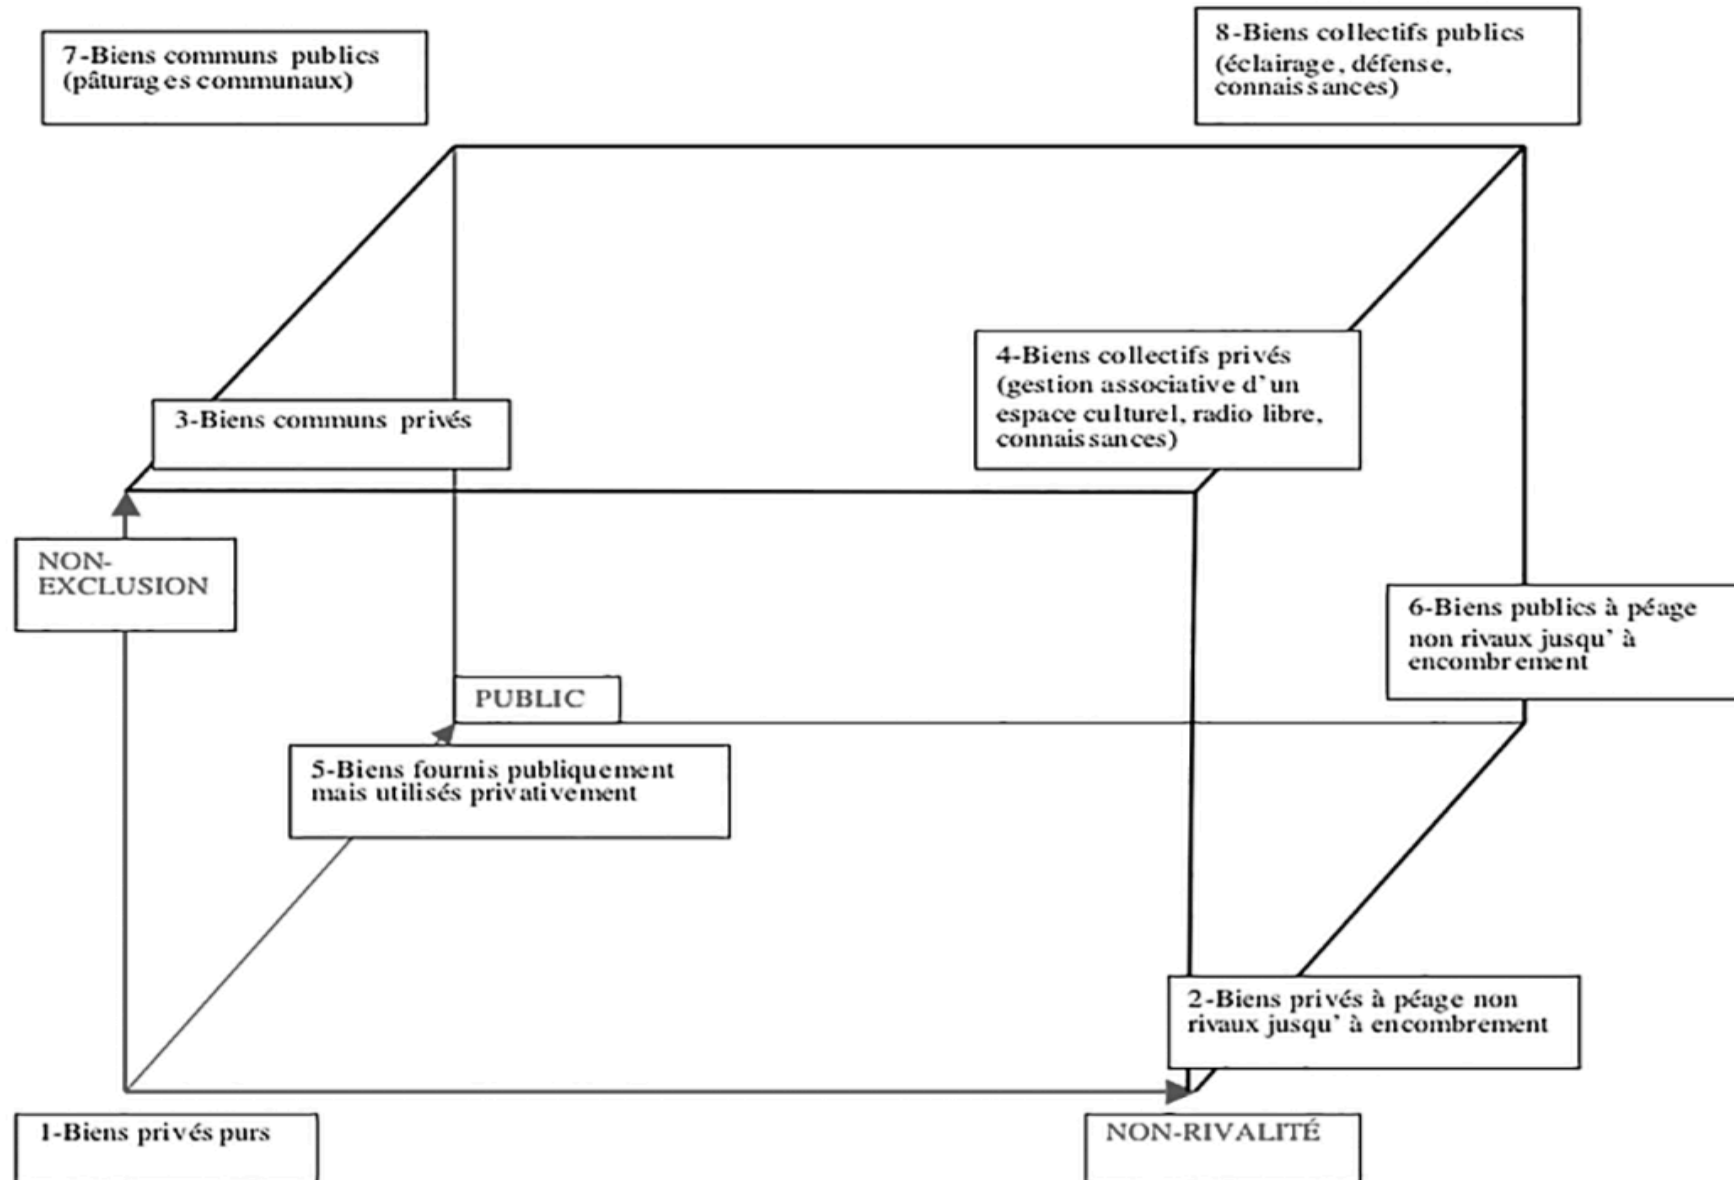 7-Biens communs publics
(pâturages communaux)
8-Biens collectifs publics
(éclairage, défense,
connaissances)
4-Biens collectifs privés
(gestion associative d'un
espace culturel, radio libre,
connaissances)
3-Biens communs privés
NON-
EXCLUSION
6-Biens publics à péage
non rivaux jusqu' à
encombrement
PUBLIC
5-Biens fournis publiquement
mais utilisés privativement
2-Biens privés à péage non
rivaux jusqu' à encombrement
1-Biens privés purs
NON-RIVALITÉ